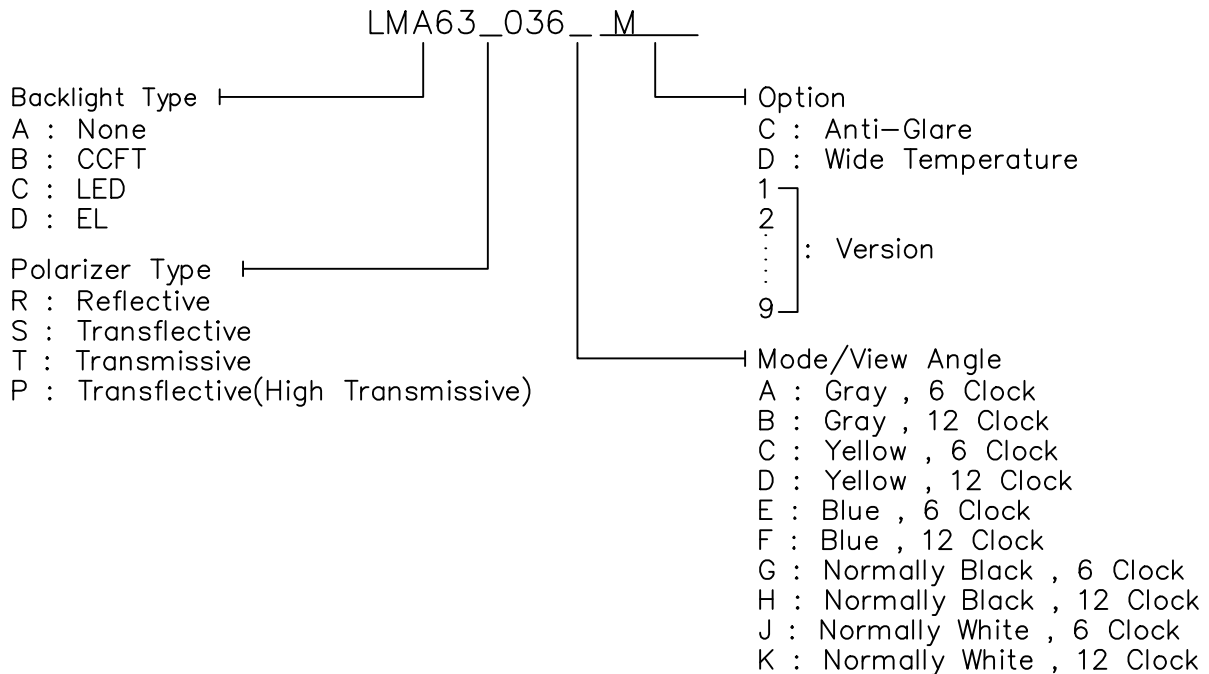 LMA63_036_ M
Backlight Type
A : None
B : CCFT
C : LED
D : EL
Polarizer Type
R : Reflective
S : Transflective
T : Transmissive
P : Transflective(High Transmissive)
Option
C : Anti-Glare
D : Wide Temperature
1
2
: Version
9
Mode/View Angle
A : Gray , 6 Clock
B : Gray , 12 Clock
C : Yellow , 6 Clock
D : Yellow , 12 Clock
E : Blue , 6 Clock
F : Blue , 12 Clock
G : Normally Black , 6 Clock
H : Normally Black , 12 Clock
J : Normally White , 6 Clock
K : Normally White , 12 Clock